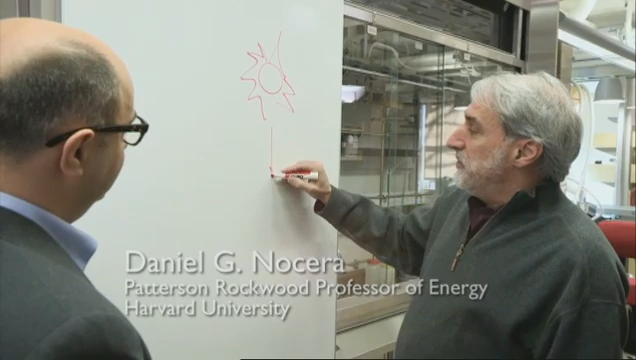 Daniel G. Nocera
Patterson Rockwood Professor of Energy
Harvard University